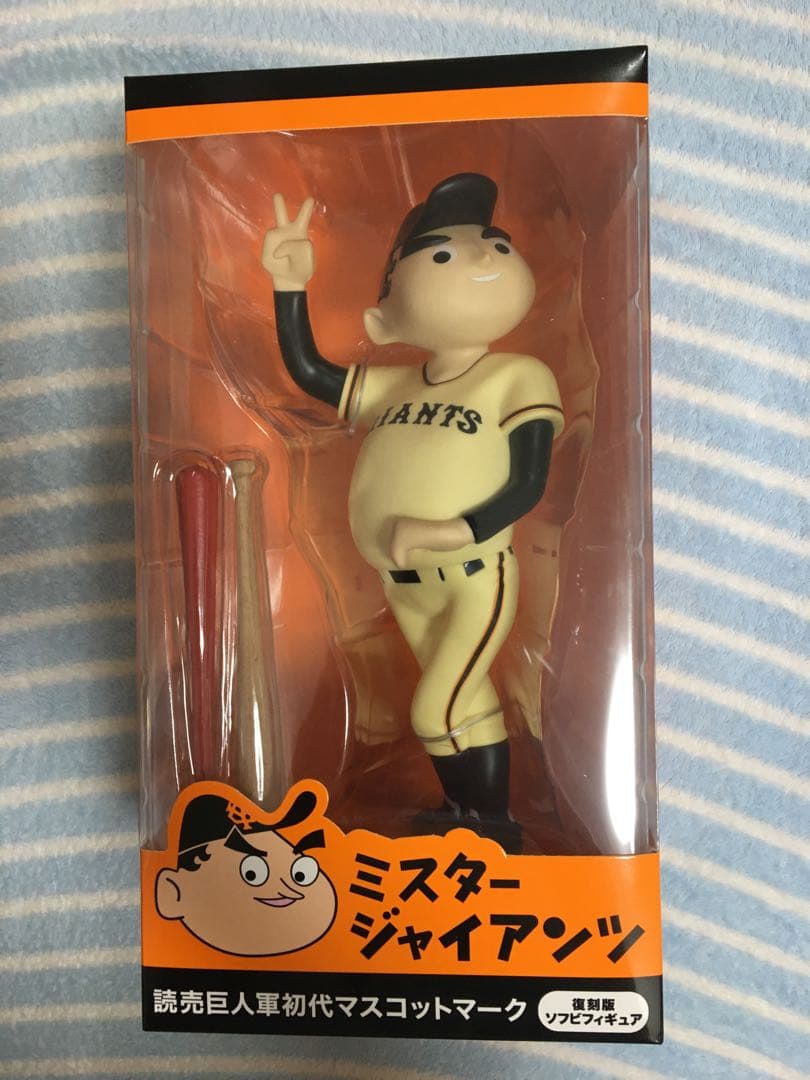 GIANTS
ミスター
ジャイアンツ
読売巨人軍初代マスコットマーク
復刻版
ソフビフィギュア